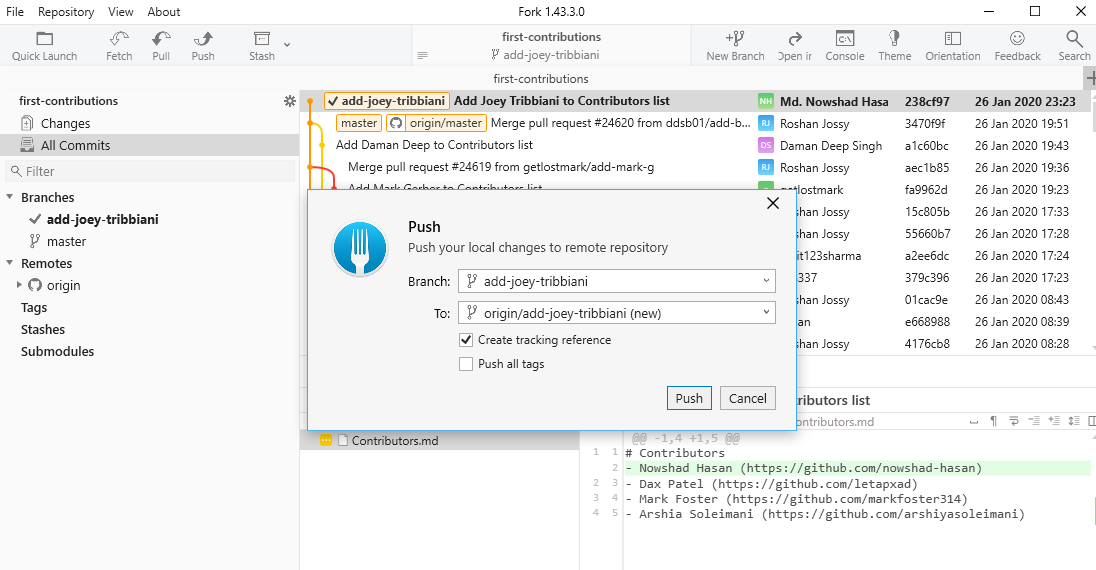 File Repository View About Fork 1.43.3.0
first-contributions
Quick Launch Fetch Pull Push Stash add-joey-tribbiani New Branch Open ir Console Theme Orientation Feedback Search
first-contributions
first-contributions
Changes
All Commits
Filter
Branches
add-joey-tribbiani
master
Remotes
origin
Tags
Stashes
Submodules
add-joey-tribbiani Add Joey Tribbiani to Contributors list NH Md. Nowshad Hasa 238cf97 26 Jan 2020 23:23
master origin/master Merge pull request #24620 from ddsb01/add-b... RJ Roshan Jossy 3470f9f 26 Jan 2020 19:51
Add Daman Deep to Contributors list DS Daman Deep Singh a1c60bc 26 Jan 2020 19:43
Merge pull request #24619 from getlostmark/add-mark-g RJ Roshan Jossy aec1b85 26 Jan 2020 19:36
Add Mark Gerber to Contributors list getlostmark fa9962d 26 Jan 2020 19:23
shan Jossy 15c805b 26 Jan 2020 17:33
shan Jossy 55660b7 26 Jan 2020 17:28
it123sharma a2ee6dc 26 Jan 2020 17:24
337 379c396 26 Jan 2020 17:23
shan Jossy 01cac9e 26 Jan 2020 08:43
an e668988 26 Jan 2020 08:39
shan Jossy 4176cb8 26 Jan 2020 08:28
Push
Push your local changes to remote repository
Branch: add-joey-tribbiani
To: origin/add-joey-tribbiani (new)
Create tracking reference
Push all tags
Push Cancel
ributors list
ontributors.md
Contributors.md
@@ -1,4 +1,5 @@
1 1 # Contributors
2 - Nowshad Hasan (https://github.com/nowshad-hasan)
2 3 - Dax Patel (https://github.com/letapxad)
3 4 - Mark Foster (https://github.com/markfoster314)
4 5 - Arshia Soleimani (https://github.com/arshiyasoleimani)